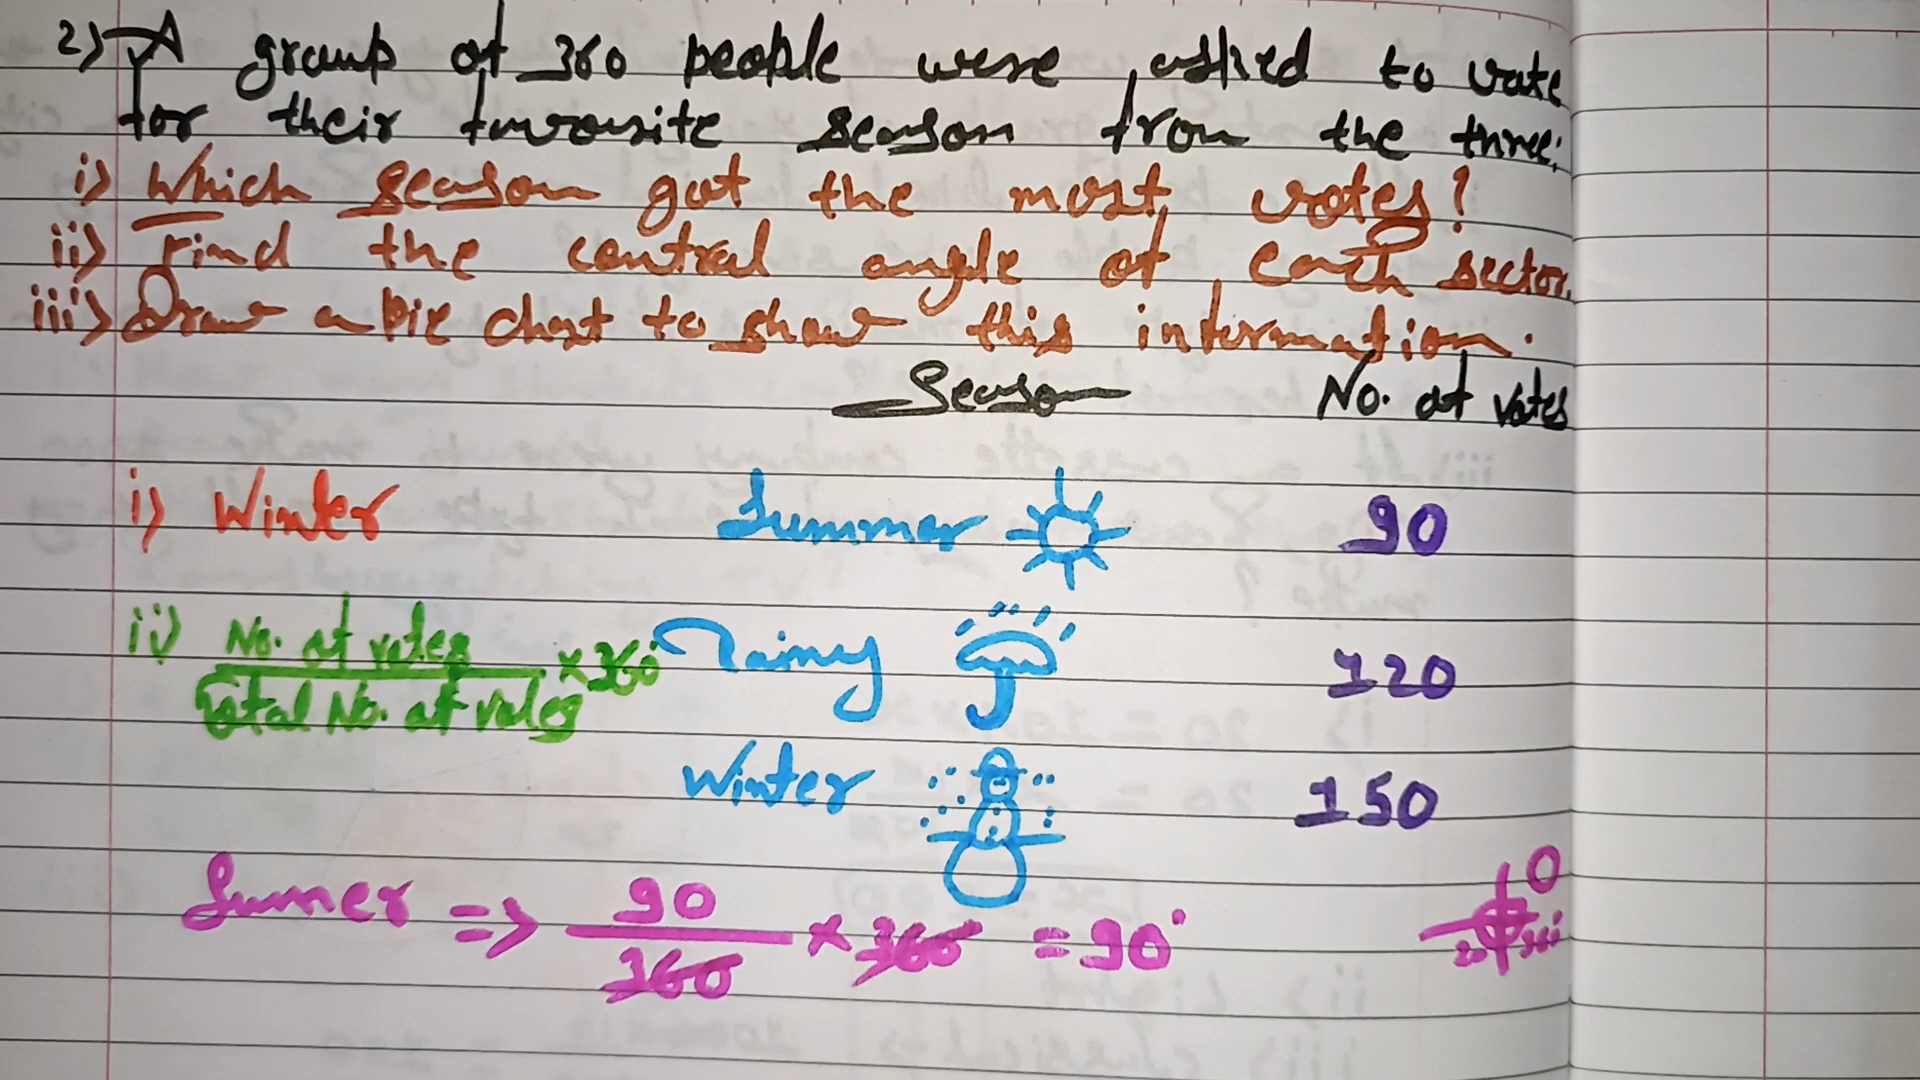 2) A group of 360 people were asked to vote
for their favourite season from the three.
i) Which season got the most votes?
ii) Find the central angle of each sector.
iii) Draw a pie chart to show this information.
Season No. of votes
i) Winter Summer 90
ii) No. of votes × 360° Rainy 120
Total No. of votes
Winter 150
Sumer => 90 × 360 = 90°
360
0
360